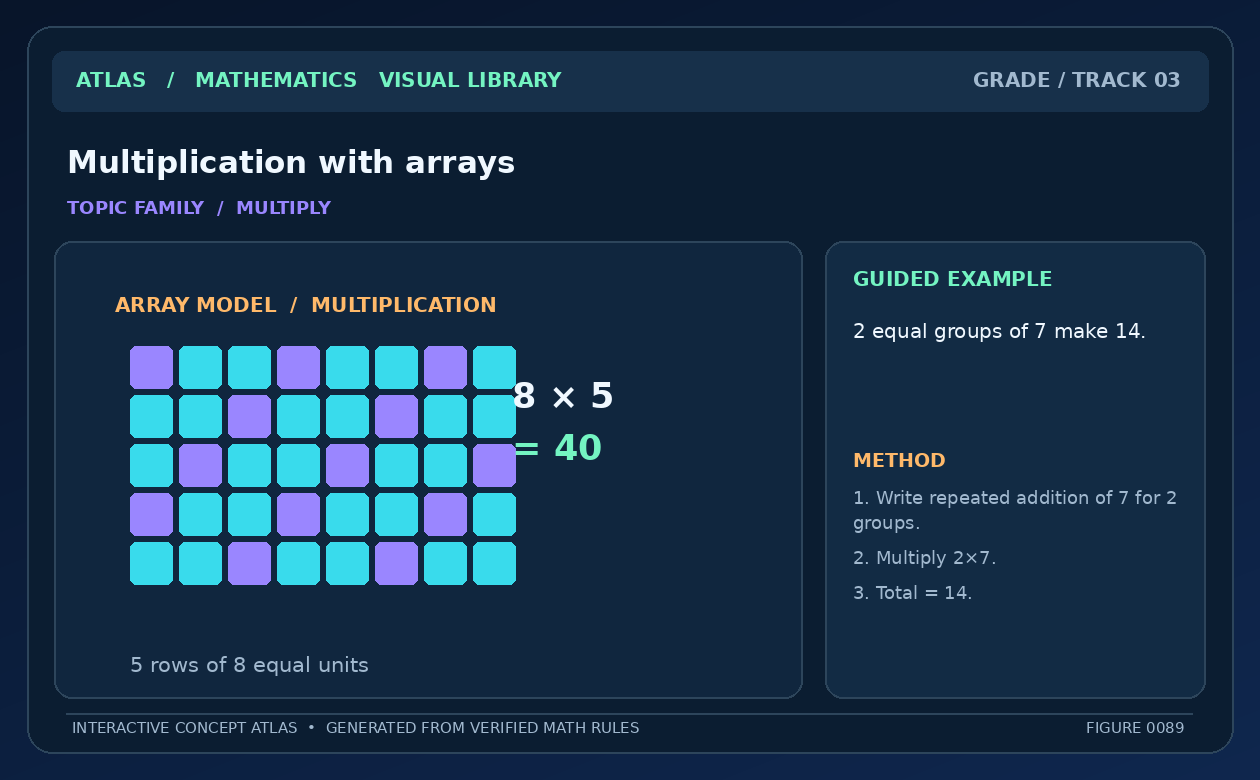 ATLAS / MATHEMATICS VISUAL LIBRARY
GRADE / TRACK 03
Multiplication with arrays
TOPIC FAMILY / MULTIPLY
ARRAY MODEL / MULTIPLICATION
8 × 5
= 40
5 rows of 8 equal units
GUIDED EXAMPLE
2 equal groups of 7 make 14.
METHOD
1. Write repeated addition of 7 for 2
groups.
2. Multiply 2×7.
3. Total = 14.
INTERACTIVE CONCEPT ATLAS • GENERATED FROM VERIFIED MATH RULES
FIGURE 0089